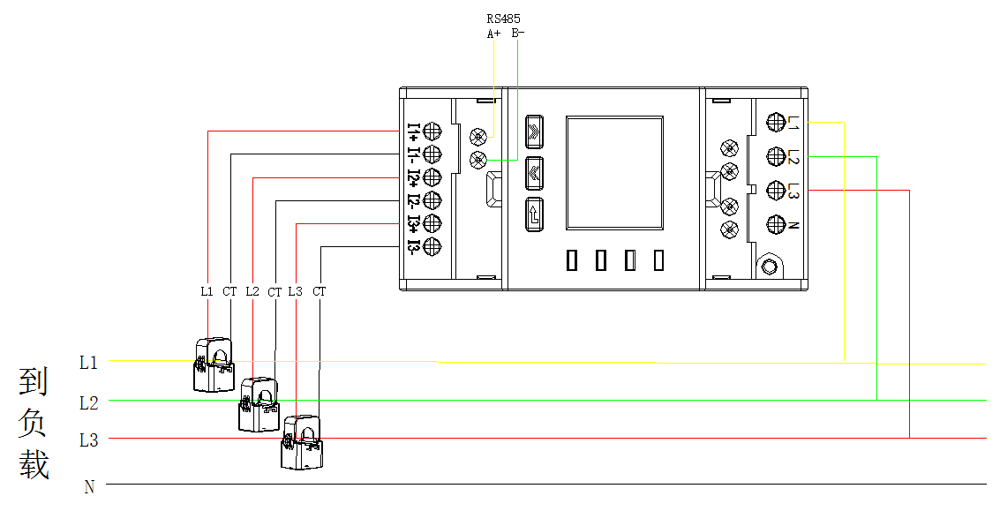 RS485
A+ B-
I1+
I1-
I2+
I2-
I3+
I3-
L1
L2
L3
N
L1 CT L2 CT L3 CT
到负载
L1
L2
L3
N